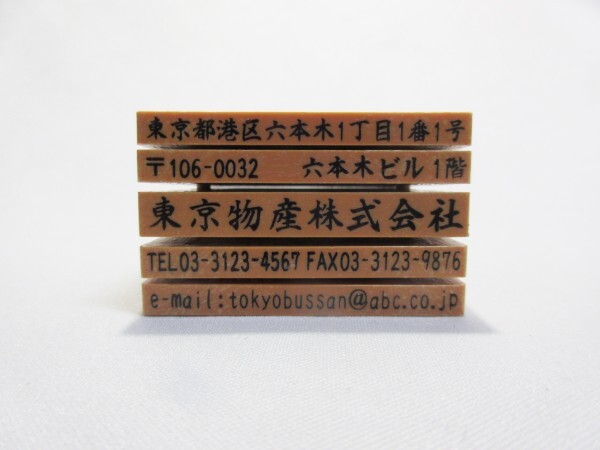 東京都港区六本木1丁目1番1号
〒106-0032 六本木ビル1階
東京物産株式会社
TEL03-3123-4567 FAX03-3123-9876
e-mail:tokyobussan@abc.co.jp